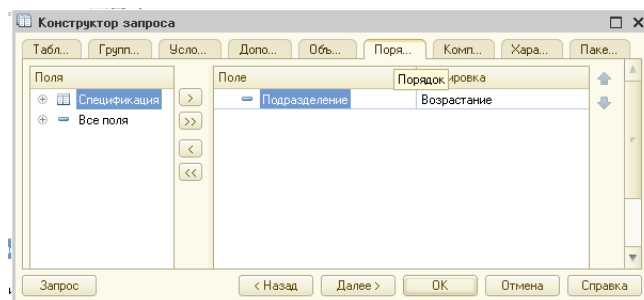 Конструктор запроса
Табл... Групп... Усло... Допо... Объ... Поря... Комп... Хара... Паке...
Поля Поле Порядок ировка
Спецификация Подразделение Возрастание
Все поля
> >> < <<
Запрос < Назад Далее > OK Отмена Справка